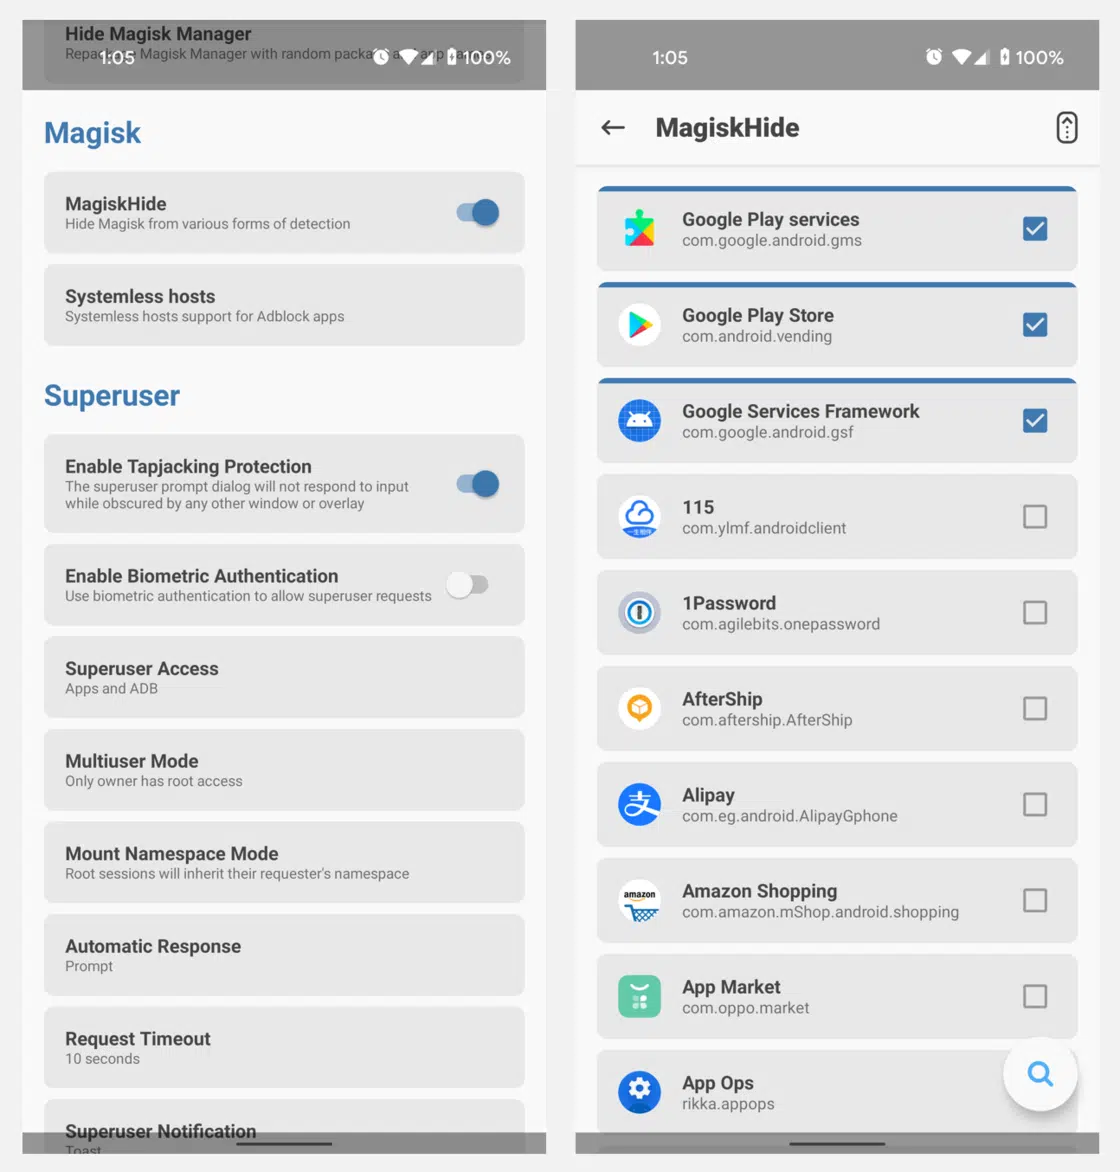 Hide Magisk Manager
Repackage Magisk Manager with random package and app names
1:05
100%
Magisk
MagiskHide
Hide Magisk from various forms of detection
Systemless hosts
Systemless hosts support for Adblock apps
Superuser
Enable Tapjacking Protection
The superuser prompt dialog will not respond to input
while obscured by any other window or overlay
Enable Biometric Authentication
Use biometric authentication to allow superuser requests
Superuser Access
Apps and ADB
Multiuser Mode
Only owner has root access
Mount Namespace Mode
Root sessions will inherit their requester's namespace
Automatic Response
Prompt
Request Timeout
10 seconds
Superuser Notification
Toast
1:05
100%
MagiskHide
Google Play services
com.google.android.gms
Google Play Store
com.android.vending
Google Services Framework
com.google.android.gsf
115
com.ylmf.androidclient
1Password
com.agilebits.onepassword
AfterShip
com.aftership.AfterShip
支
Alipay
com.eg.android.AlipayGphone
amazon
Amazon Shopping
com.amazon.mShop.android.shopping
App Market
com.oppo.market
App Ops
rikka.appops